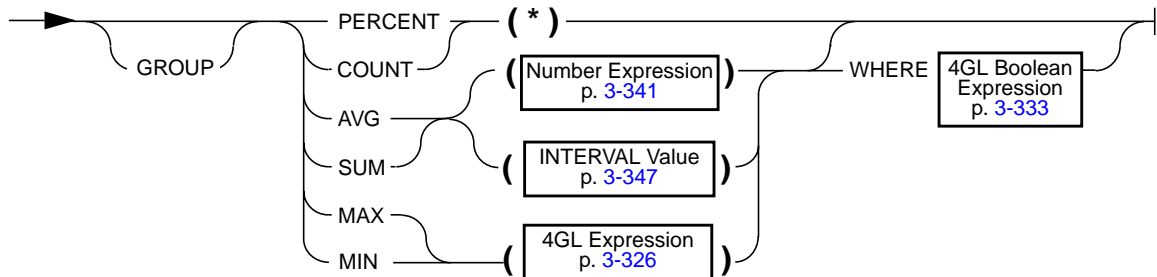 PERCENT
( * )
GROUP
COUNT
( Number Expression )
p. 3-341
WHERE
4GL Boolean
Expression
p. 3-333
AVG
SUM
( INTERVAL Value )
p. 3-347
MAX
MIN
( 4GL Expression )
p. 3-326